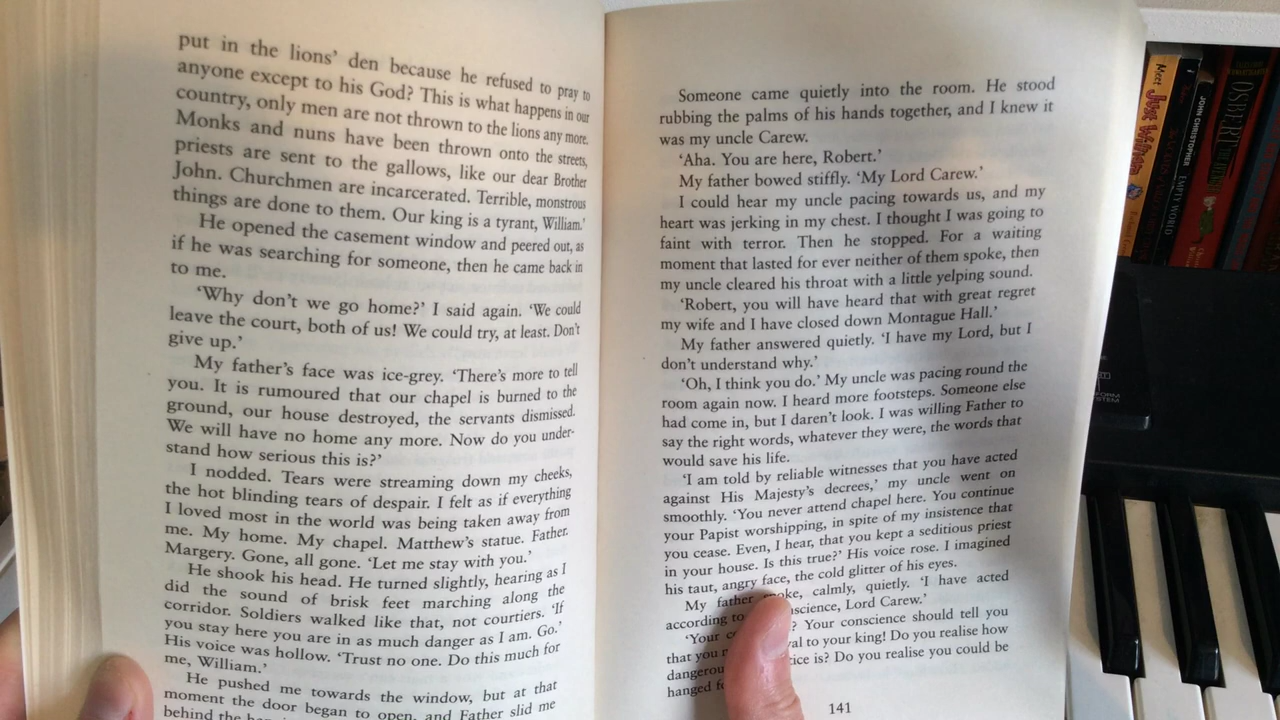 put in the lions' den because he refused to pray to
anyone except to his God? This is what happens in our
country, only men are not thrown to the lions any more.
Monks and nuns have been thrown onto the streets,
priests are sent to the gallows, like our dear Brother
John. Churchmen are incarcerated. Terrible, monstrous
things are done to them. Our king is a tyrant, William.'
He opened the casement window and peered out, as
if he was searching for someone, then he came back in
to me.
'Why don't we go home?' I said again. 'We could
leave the court, both of us! We could try, at least. Don't
give up.'
My father's face was ice-grey. 'There's more to tell
you. It is rumoured that our chapel is burned to the
ground, our house destroyed, the servants dismissed.
We will have no home any more. Now do you under-
stand how serious this is?'
I nodded. Tears were streaming down my cheeks,
the hot blinding tears of despair. I felt as if everything
I loved most in the world was being taken away from
me. My home. My chapel. Matthew's statue. Father.
Margery. Gone, all gone. 'Let me stay with you.'
He shook his head. He turned slightly, hearing as I
did the sound of brisk feet marching along the
corridor. Soldiers walked like that, not courtiers. 'If
you stay here you are in as much danger as I am. Go.'
His voice was hollow. 'Trust no one. Do this much for
me, William.'
He pushed me towards the window, but at that
moment the door began to open, and Father slid me
behind the
Someone came quietly into the room. He stood
rubbing the palms of his hands together, and I knew it
was my uncle Carew.
'Aha. You are here, Robert.'
My father bowed stiffly. 'My Lord Carew.'
I could hear my uncle pacing towards us, and my
heart was jerking in my chest. I thought I was going to
faint with terror. Then he stopped. For a waiting
moment that lasted for ever neither of them spoke, then
my uncle cleared his throat with a little yelping sound.
'Robert, you will have heard that with great regret
my wife and I have closed down Montague Hall.'
My father answered quietly. 'I have my Lord, but I
don't understand why.'
'Oh, I think you do.' My uncle was pacing round the
room again now. I heard more footsteps. Someone else
had come in, but I daren't look. I was willing Father to
say the right words, whatever they were, the words that
would save his life.
'I am told by reliable witnesses that you have acted
against His Majesty's decrees,' my uncle went on
smoothly. 'You never attend chapel here. You continue
your Papist worshipping, in spite of my insistence that
you cease. Even, I hear, that you kept a seditious priest
in your house. Is this true?' His voice rose. I imagined
his taut, angry face, the cold glitter of his eyes.
My father spoke, calmly, quietly. 'I have acted
according to conscience, Lord Carew.'
'Your ? Your conscience should tell you
that you to your king! Do you realise how
is? Do you realise you could be
hanged
141
Meet Just William
JOHN CHRISTOPHER EMPTY WORLD